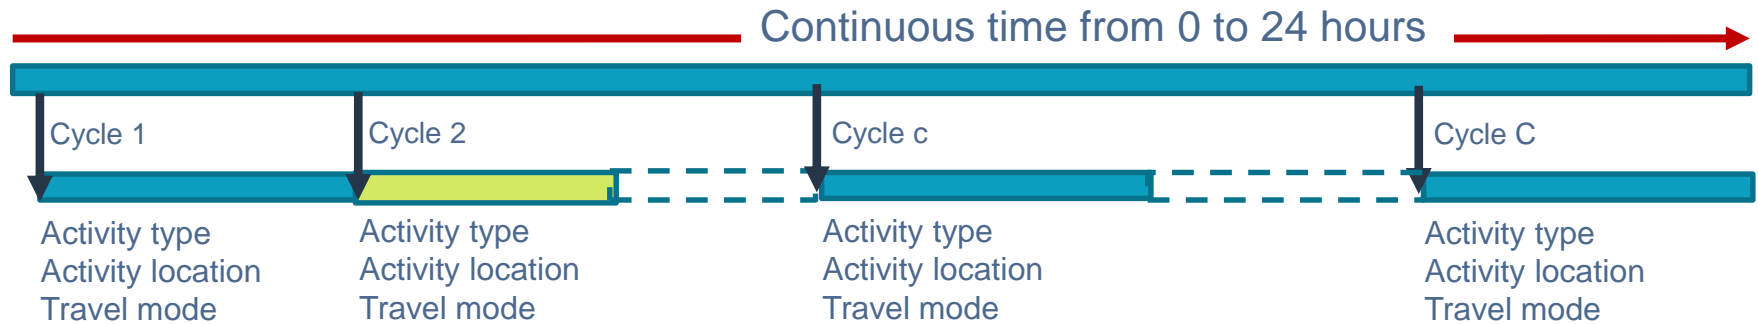 Continuous time from 0 to 24 hours
Cycle 1
Cycle 2
Cycle c
Cycle C
Activity type
Activity location
Travel mode
Activity type
Activity location
Travel mode
Activity type
Activity location
Travel mode
Activity type
Activity location
Travel mode